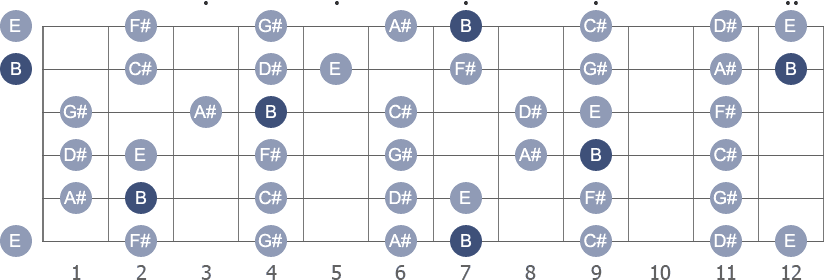 E F# G# A# B C# D# E
B C# D# E F# G# A# B
G# A# B C# D# E F#
D# E F# G# A# B C#
A# B C# D# E F# G#
E F# G# A# B C# D# E
1 2 3 4 5 6 7 8 9 10 11 12